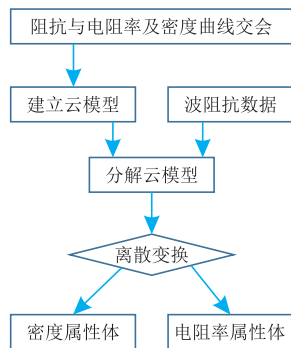 阻抗与电阻率及密度曲线交会
建立云模型
波阻抗数据
分解云模型
离散变换
密度属性体
电阻率属性体